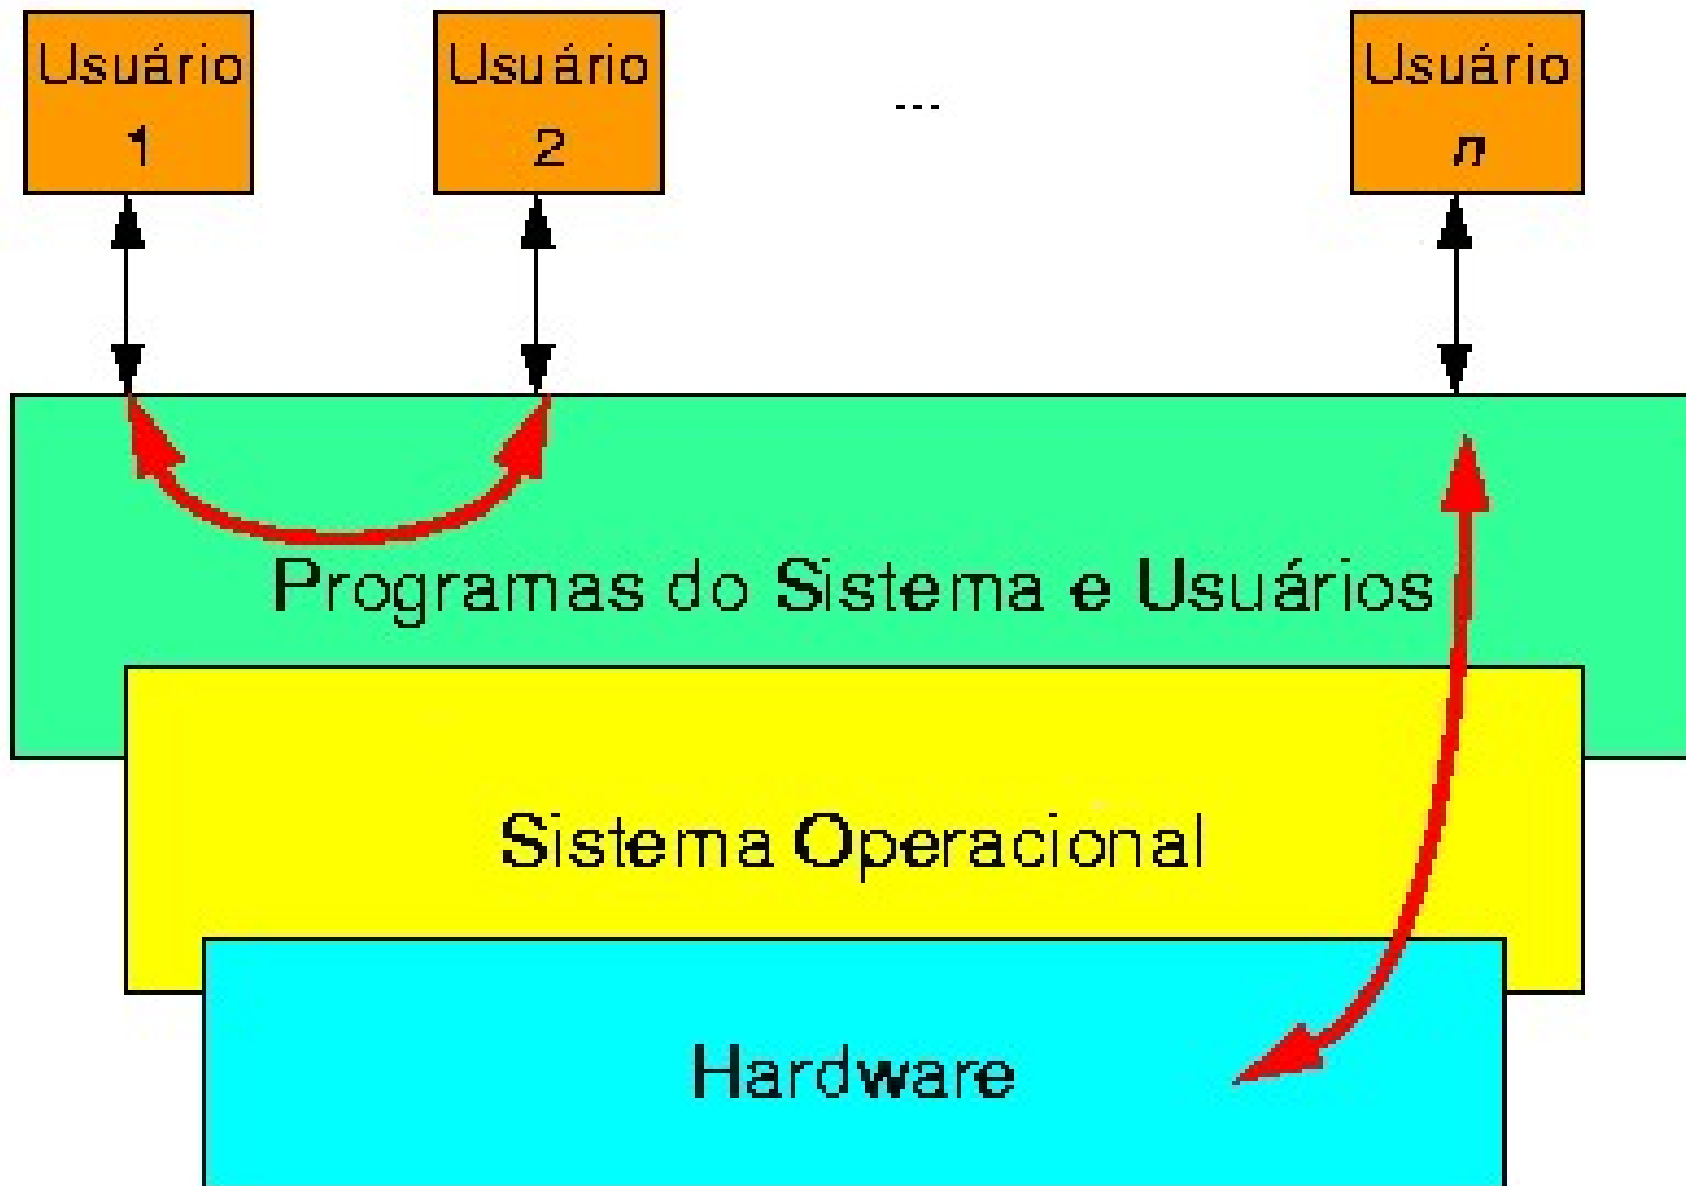 Usuário
1
Usuário
2
...
Usuário
n
Programas do Sistema e Usuários
Sistema Operacional
Hardware